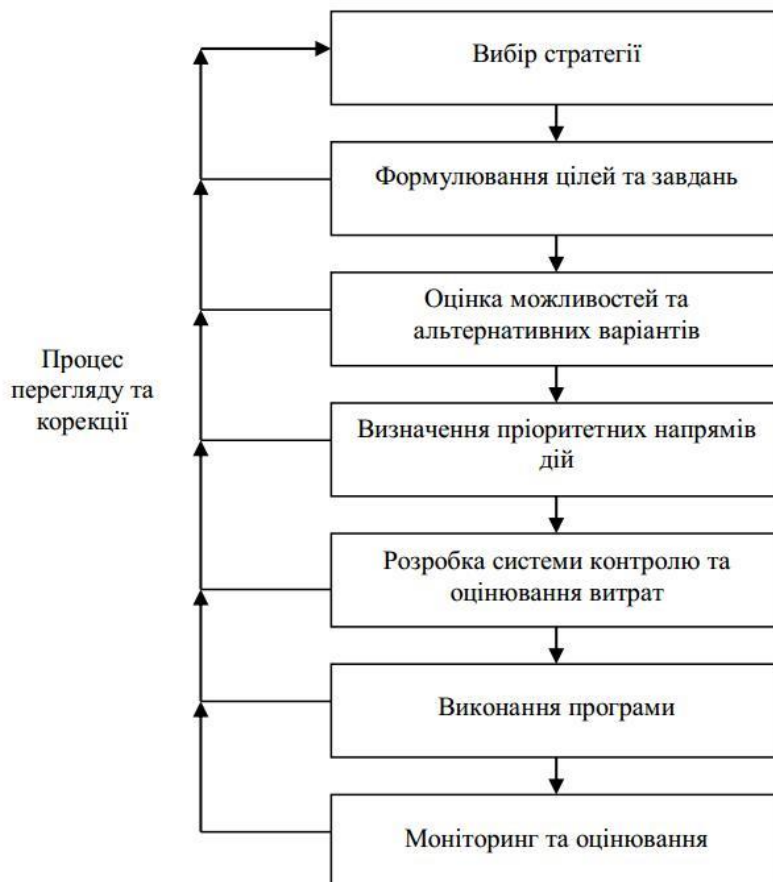 Вибір стратегії
Формулювання цілей та завдань
Оцінка можливостей та
альтернативних варіантів
Процес
перегляду та
корекції
Визначення пріоритетних напрямів
дій
Розробка системи контролю та
оцінювання витрат
Виконання програми
Моніторинг та оцінювання